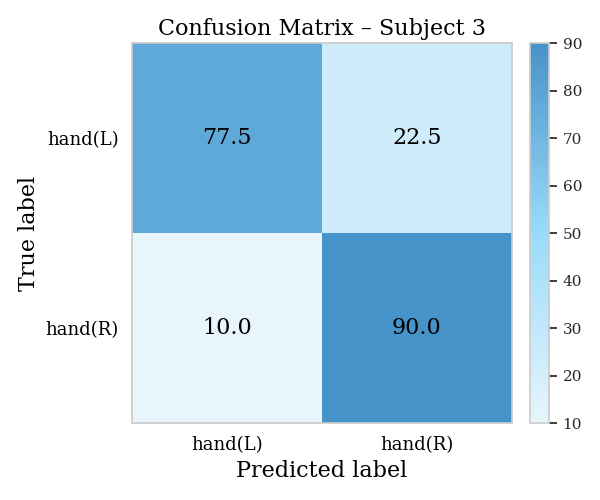 Confusion Matrix – Subject 3
True label
hand(L)
77.5
22.5
hand(R)
10.0
90.0
hand(L)
hand(R)
Predicted label
90
80
70
60
50
40
30
20
10